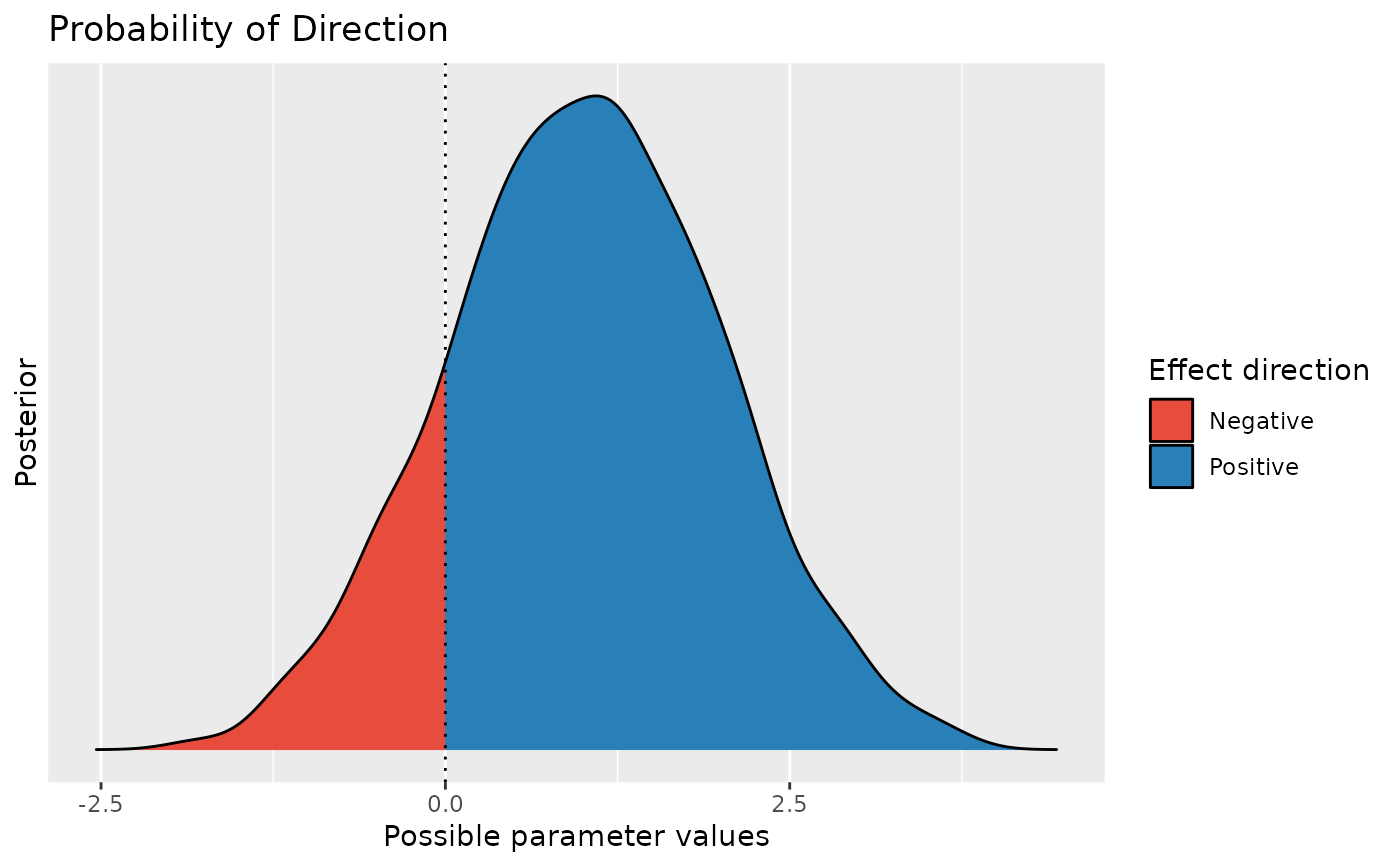 Probability of Direction
Posterior
-2.5
0.0
2.5
Possible parameter values
Effect direction
Negative
Positive